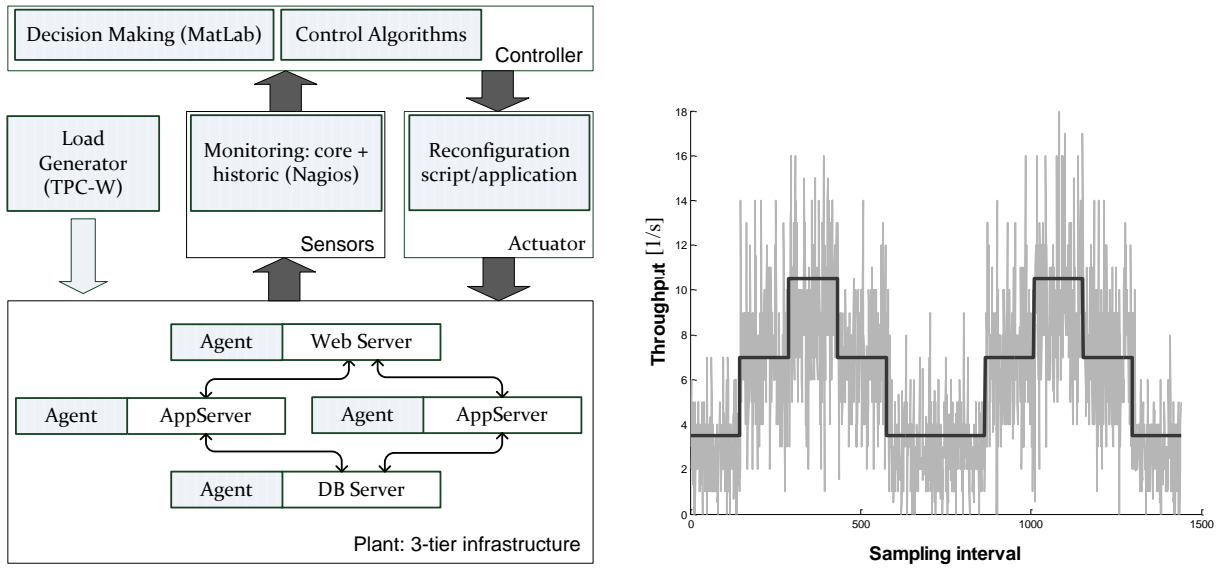 Decision Making (MatLab)
Control Algorithms
Controller
Load
Generator
(TPC-W)
Monitoring: core +
historic (Nagios)
Sensors
Reconfiguration
script/application
Actuator
Agent
Web Server
Agent
AppServer
Agent
AppServer
Agent
DB Server
Plant: 3-tier infrastructure
Throughput [1/s]
18
16
14
12
10
8
6
4
2
0
0
500
1000
1500
Sampling interval